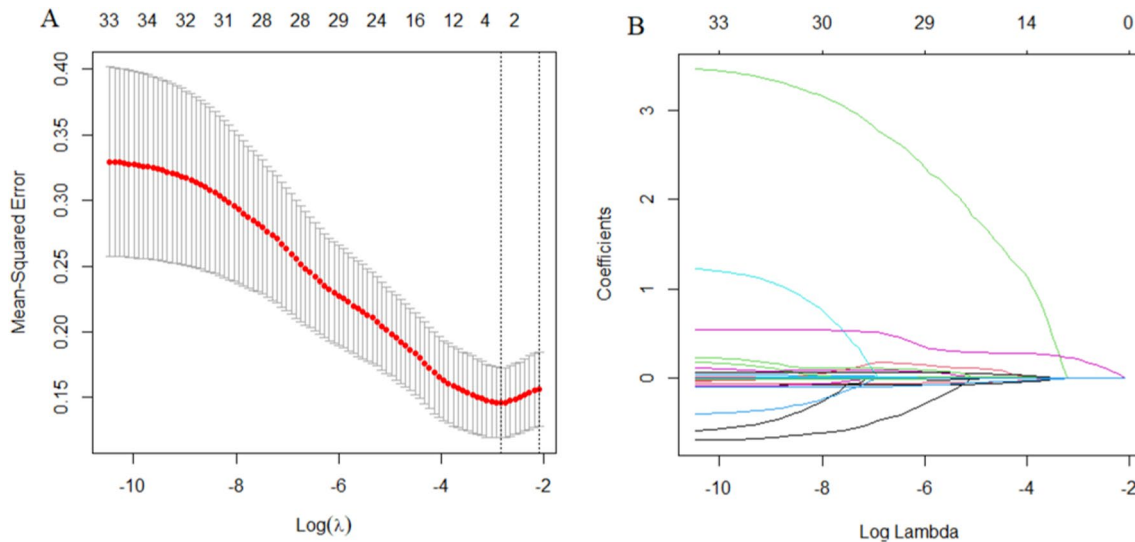 A
33 34 32 31 28 28 29 24 16 12 4 2
Mean-Squared Error
0.40
0.35
0.30
0.25
0.20
0.15
-10 -8 -6 -4 -2
Log(λ)
B
33 30 29 14 0
Coefficients
3
2
1
0
-10 -8 -6 -4 -2
Log Lambda